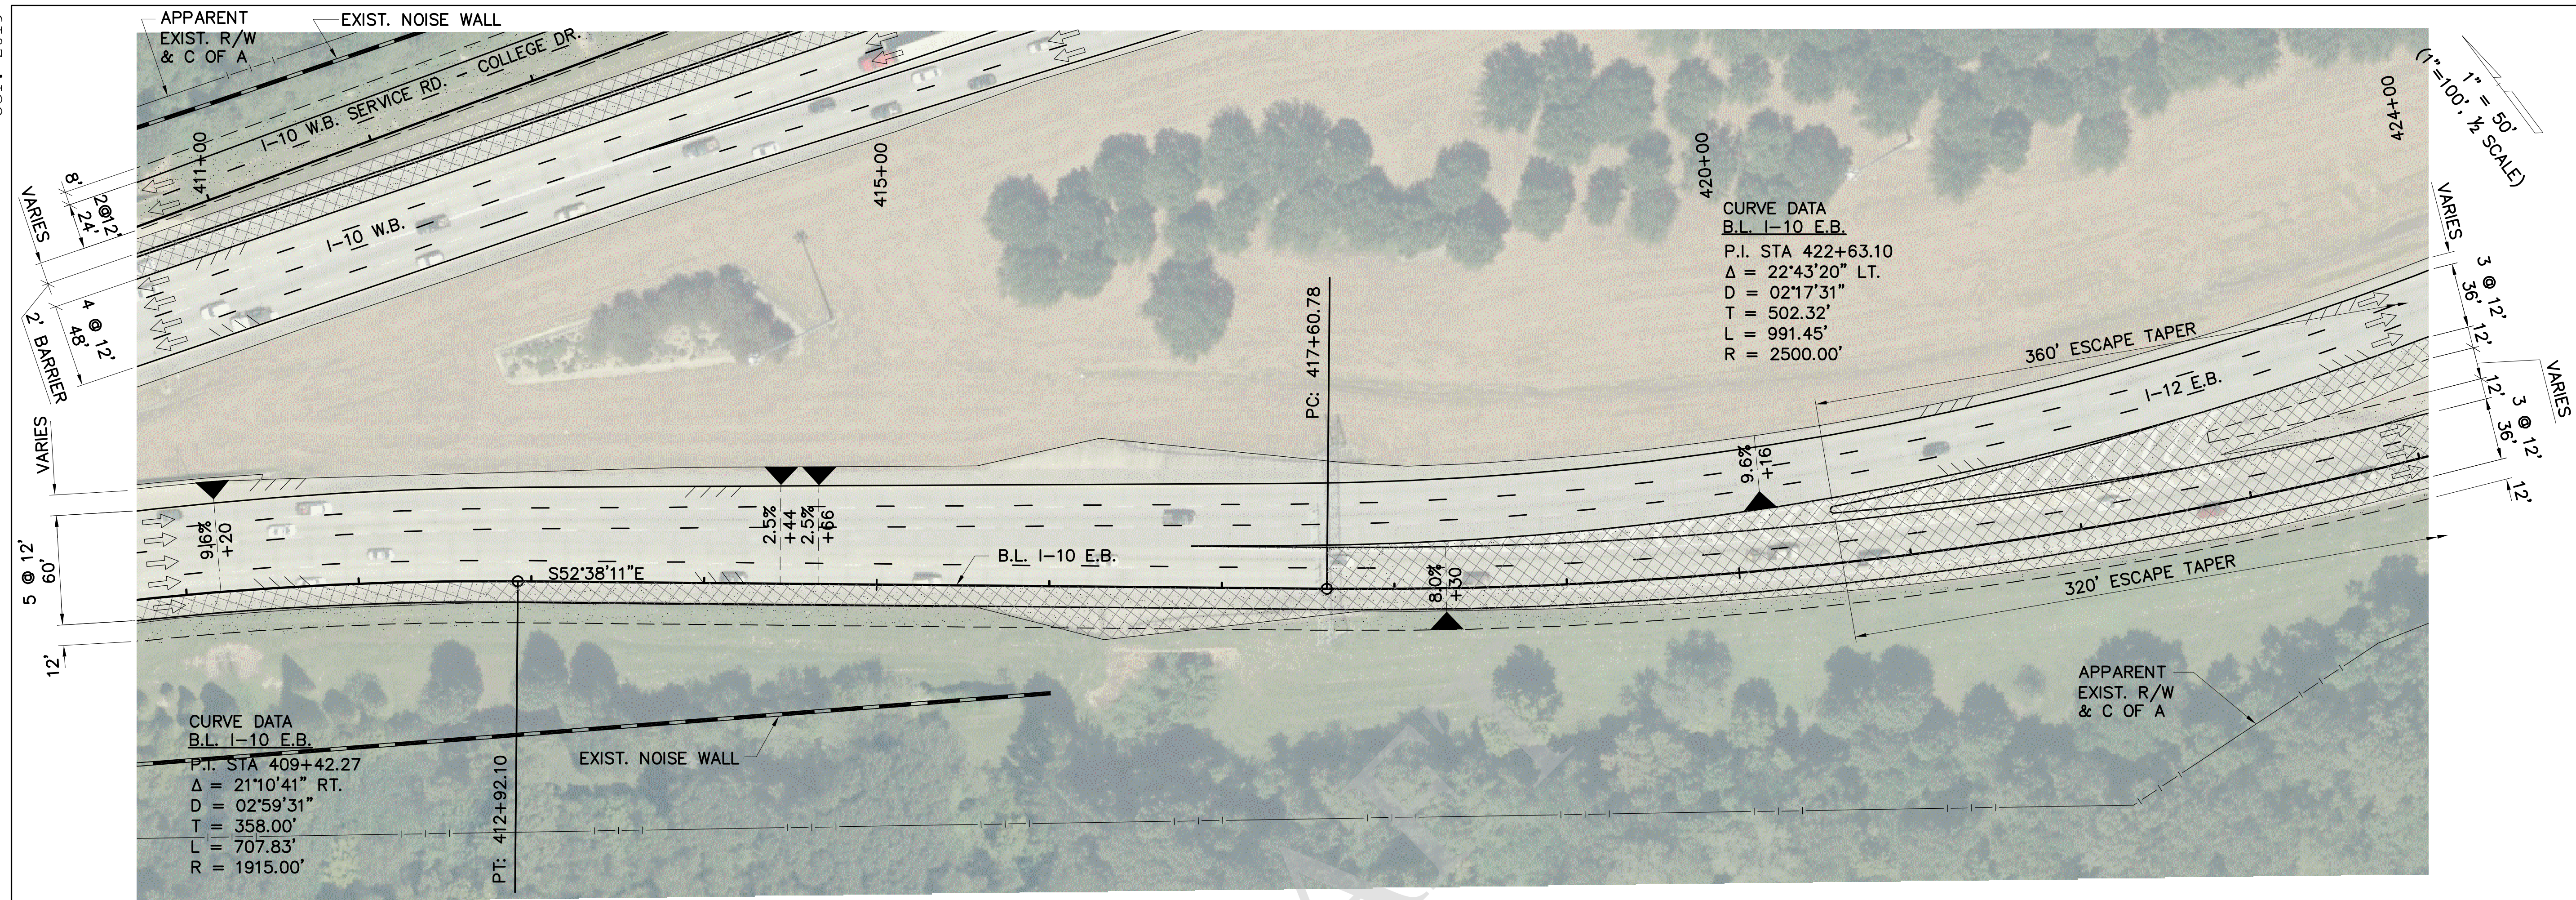 APPARENT
EXIST. R/W
& C OF A
EXIST. NOISE WALL
I-10 W.B. SERVICE RD. - COLLEGE DR.
411+00
415+00
420+00
424+00
1" = 50'
(1"=100', ½ SCALE)
8'
2@12'
24'
VARIES
2' BARRIER
4 @ 12'
48'
I-10 W.B.
CURVE DATA
B.L. I-10 E.B.
P.I. STA 422+63.10
Δ = 22°43'20" LT.
D = 02°17'31"
T = 502.32'
L = 991.45'
R = 2500.00'
PC: 417+60.78
360' ESCAPE TAPER
I-12 E.B.
VARIES
3 @ 12'
36'
12'
VARIES
12'
3 @ 12'
36'
12'
VARIES
5 @ 12'
60'
12'
9.6%
+20
2.5%
+44
2.5%
+66
9.6%
+16
8.0%
+30
S52°38'11"E
B.L. I-10 E.B.
320' ESCAPE TAPER
APPARENT
EXIST. R/W
& C OF A
EXIST. NOISE WALL
CURVE DATA
B.L. I-10 E.B.
P.I. STA 409+42.27
Δ = 21°10'41" RT.
D = 02°59'31"
T = 358.00'
L = 707.83'
R = 1915.00'
PT: 412+92.10